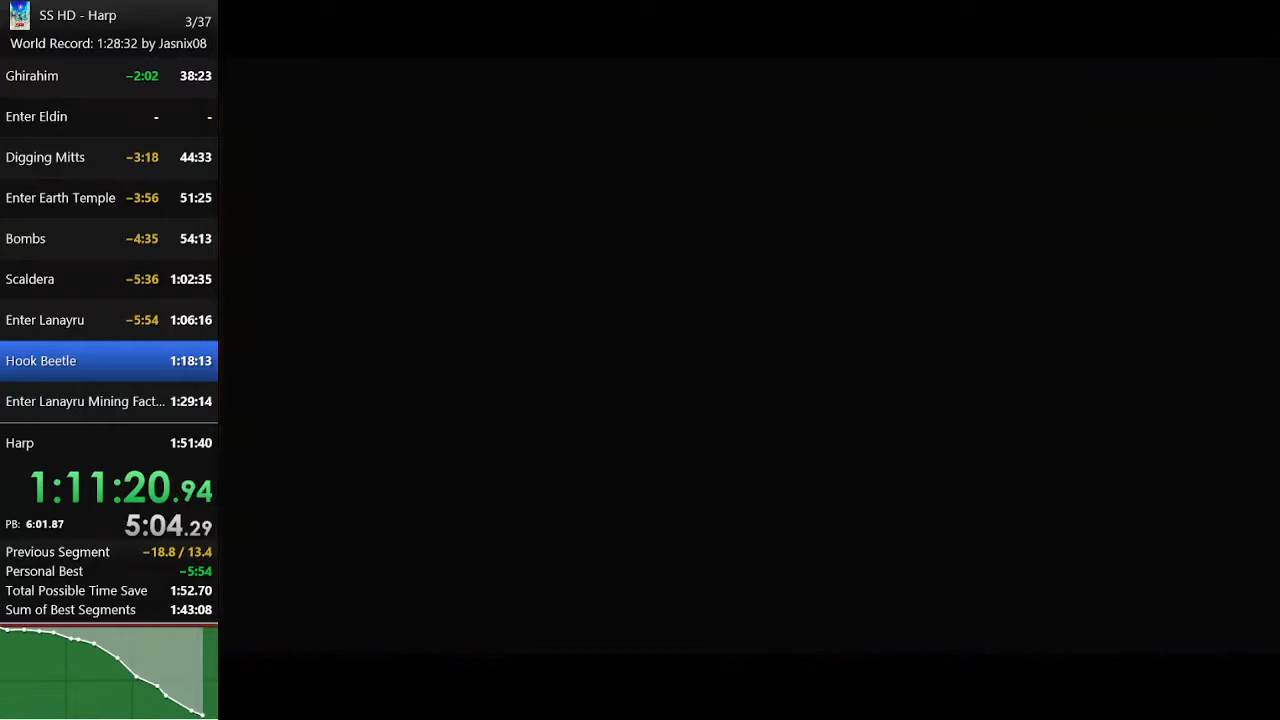 SS HD - Harp
3/37
World Record: 1:28:32 by Jasnix08
Ghirahim −2:02 38:23
Enter Eldin - -
Digging Mitts −3:18 44:33
Enter Earth Temple −3:56 51:25
Bombs −4:35 54:13
Scaldera −5:36 1:02:35
Enter Lanayru −5:54 1:06:16
Hook Beetle 1:18:13
Enter Lanayru Mining Fact... 1:29:14
Harp 1:51:40
1:11:20.94
PB: 6:01.87 5:04.29
Previous Segment −18.8 / 13.4
Personal Best −5:54
Total Possible Time Save 1:52.70
Sum of Best Segments 1:43:08